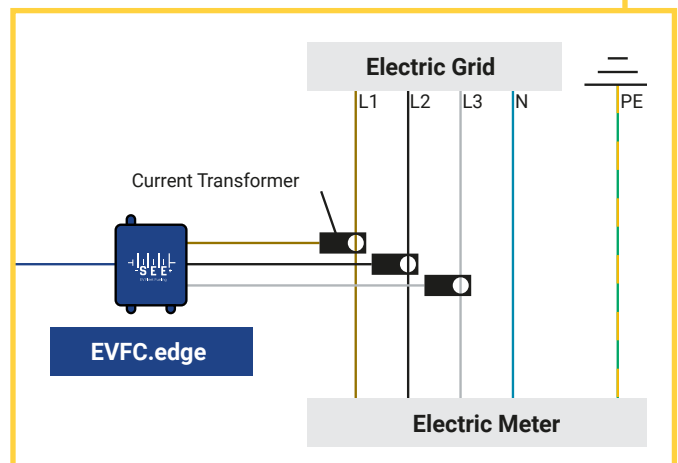 Electric Grid
L1 L2 L3 N PE
Current Transformer
SEE
EVFC.edge
Electric Meter